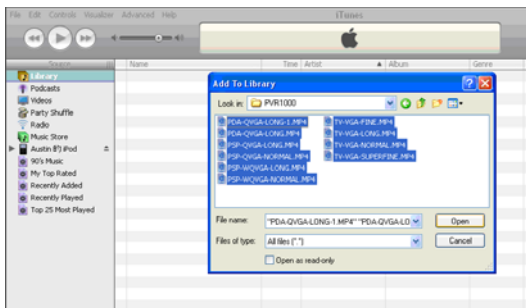 File Edit Controls Visualizer Advanced Help
iTunes
Source
Name Time Artist Album Genre
Library
Podcasts
Videos
Party Shuffle
Radio
Music Store
90's Music
My Top Rated
Recently Added
Recently Played
Top 25 Most Played
Add To Library
Look in: PVR1000
PDA-QVGA-LONG-1.MP4
PDA-QVGA-LONG.MP4
PSP-QVGA-LONG.MP4
PSP-QVGA-NORMAL.MP4
PSP-WQVGA-LONG.MP4
PSP-WQVGA-NORMAL.MP4
TV-VGA-FINE.MP4
TV-VGA-LONG.MP4
TV-VGA-NORMAL.MP4
TV-VGA-SUPERFINE.MP4
File name: "PDA-QVGA-LONG-1.MP4" "PDA-QVGA-LO Open
Files of type: All files (*.*) Cancel
Open as read-only